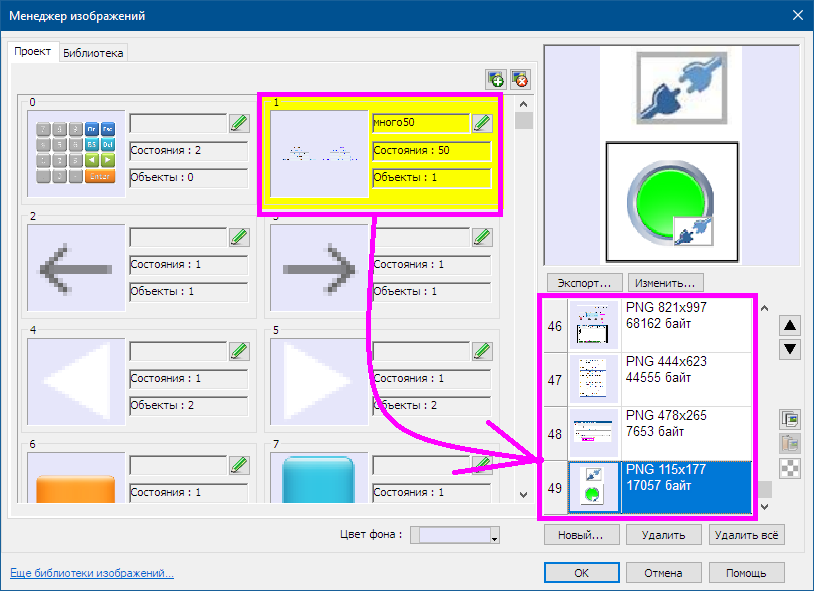 Менеджер изображений
Проект
Библиотека
0
Состояния : 2
Объекты : 0
1
много50
Состояния : 50
Объекты : 1
2
Состояния : 1
Объекты : 1
3
Состояния : 1
Объекты : 1
4
Состояния : 1
Объекты : 2
5
Состояния : 1
Объекты : 2
6
Состояния : 1
7
Состояния : 1
Цвет фона :
Экспорт...
Изменить...
46
PNG 821x997
68162 байт
47
PNG 444x623
44555 байт
48
PNG 478x265
7653 байт
49
PNG 115x177
17057 байт
Новый...
Удалить
Удалить всё
Еще библиотеки изображений...
OK
Отмена
Помощь